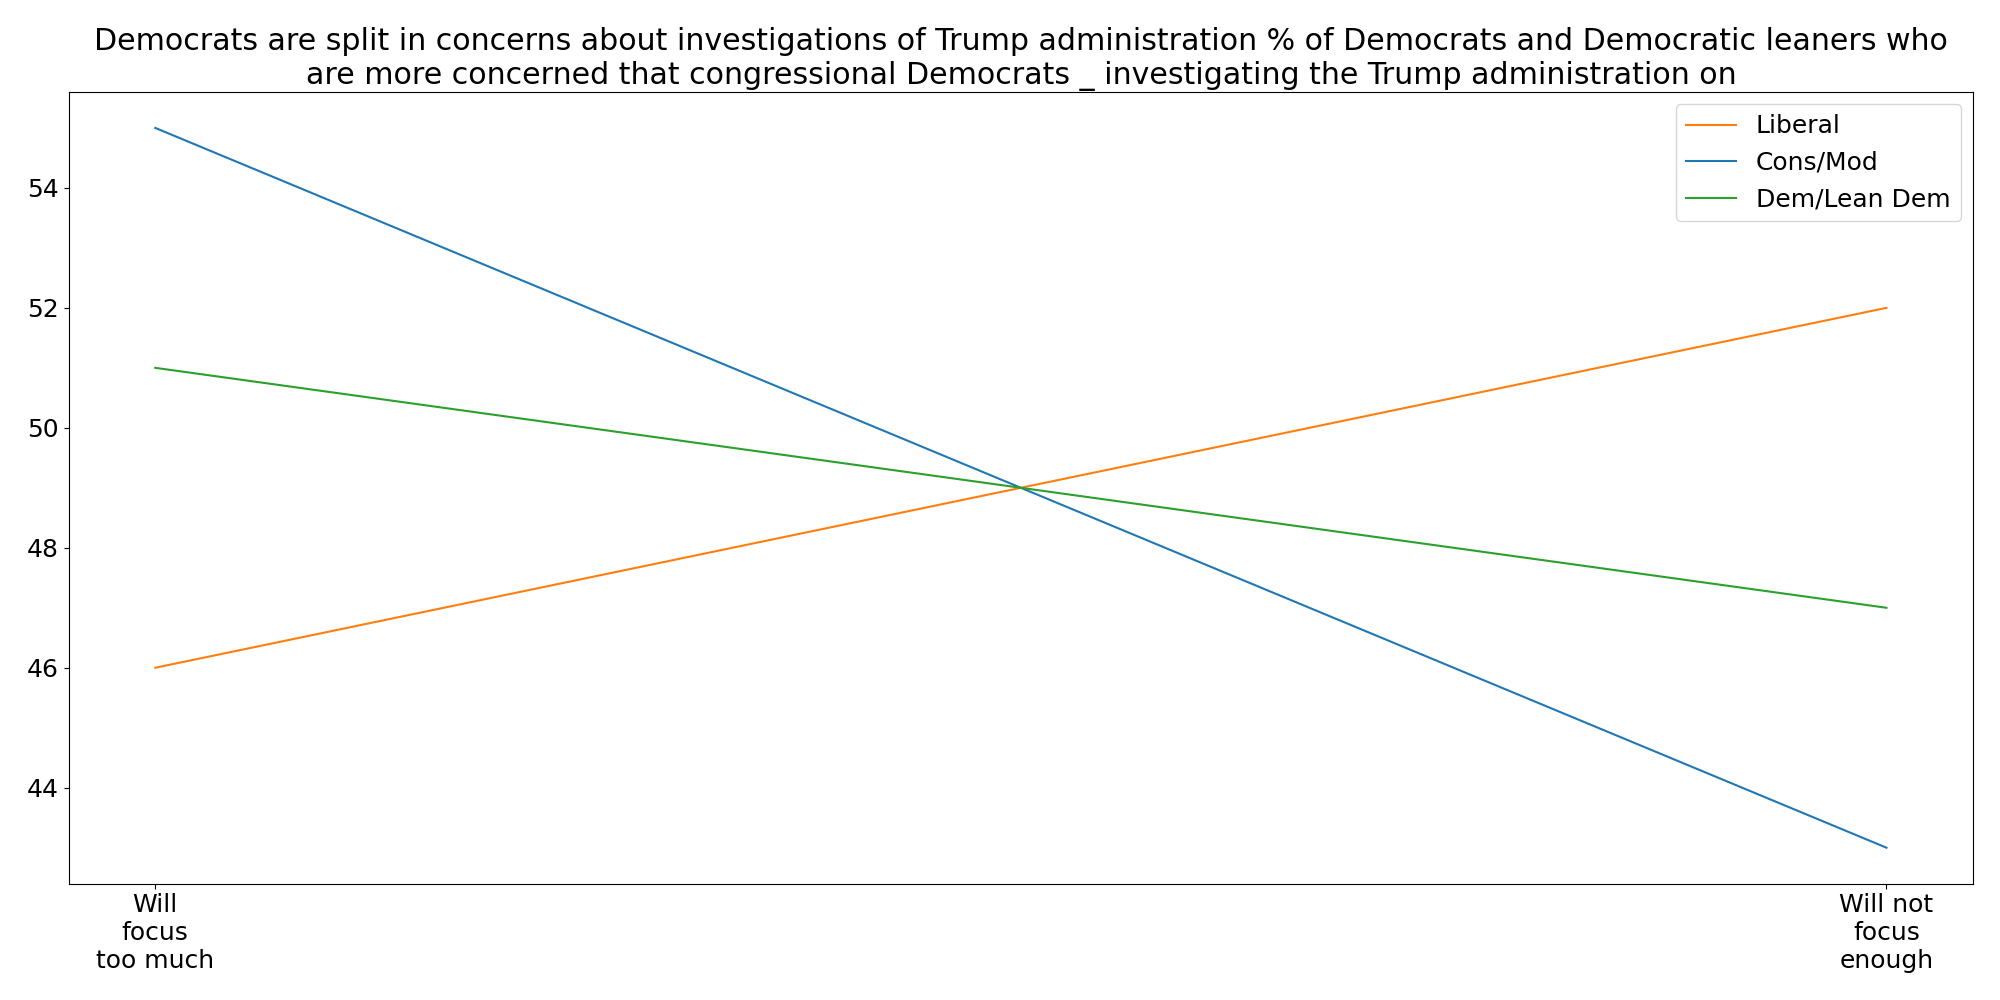 Democrats are split in concerns about investigations of Trump administration % of Democrats and Democratic leaners who
are more concerned that congressional Democrats _ investigating the Trump administration on
Liberal
Cons/Mod
Dem/Lean Dem
54
52
50
48
46
44
Will
focus
too much
Will not
focus
enough